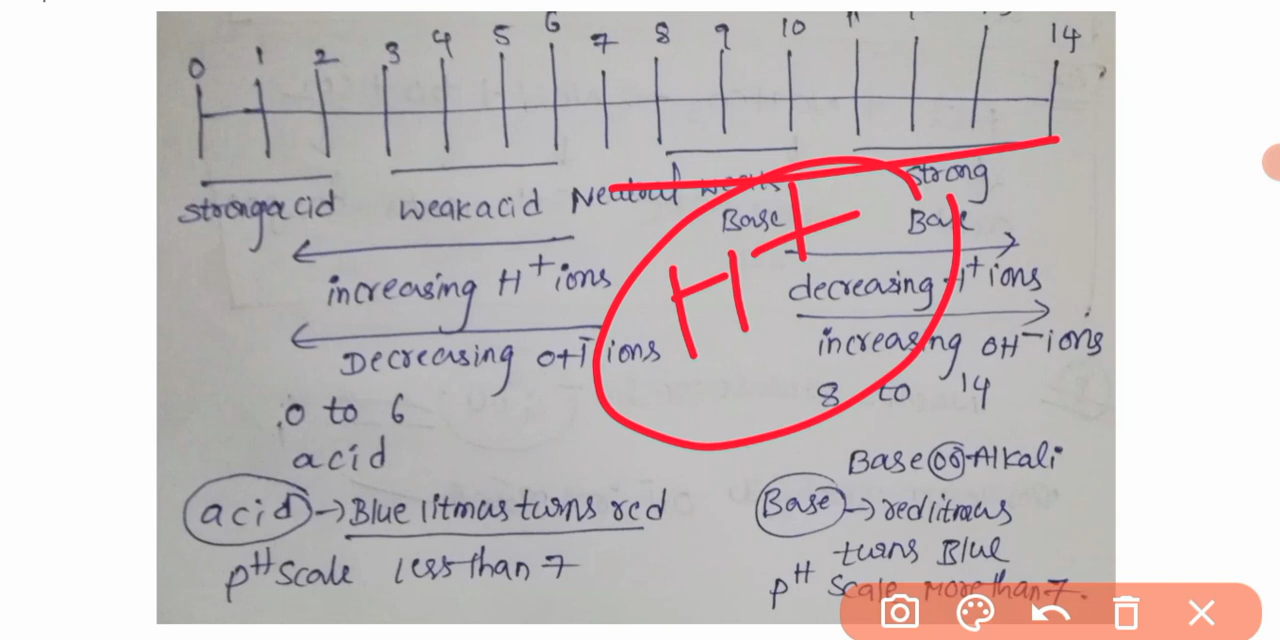 0 1 2 3 4 5 6 7 8 9 10 11 14
strong acid weak acid Neutral Strong
Base Base
increasing H+ ions decreasing H+ ions
Decreasing OH- ions increasing OH- ions
H+
0 to 6 8 to 14
acid Base (or) Alkali
acid → Blue litmus turns red Base → red litmus
turns Blue
pH Scale less than 7 pH Scale more than 7.